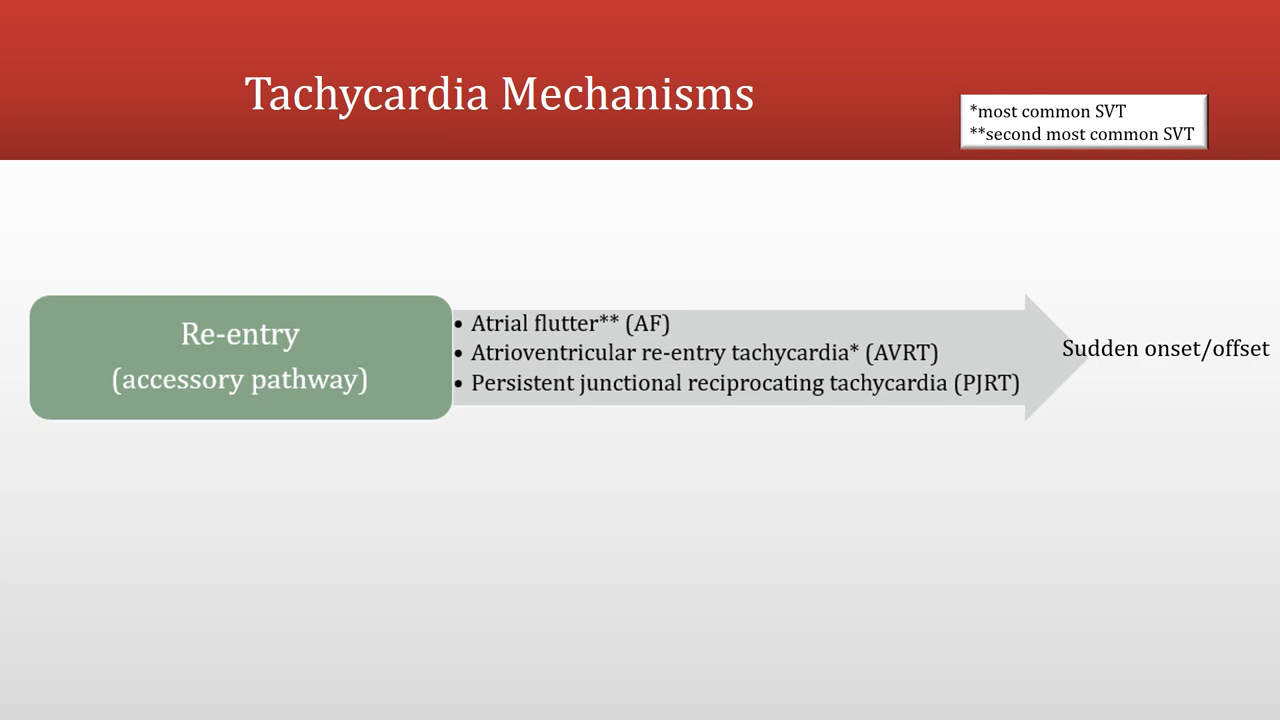 Tachycardia Mechanisms
*most common SVT
**second most common SVT
Re-entry
(accessory pathway)
• Atrial flutter** (AF)
• Atrioventricular re-entry tachycardia* (AVRT)
• Persistent junctional reciprocating tachycardia (PJRT)
Sudden onset/offset